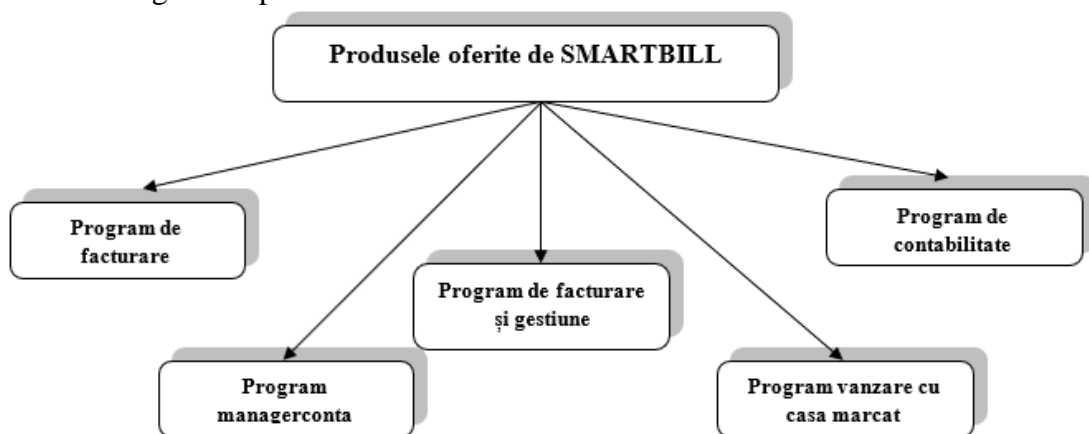 Produsele oferite de SMARTBILL
Program de
facturare
Program de
contabilitate
Program de facturare
și gestiune
Program
managerconta
Program vanzare cu
casa marcat